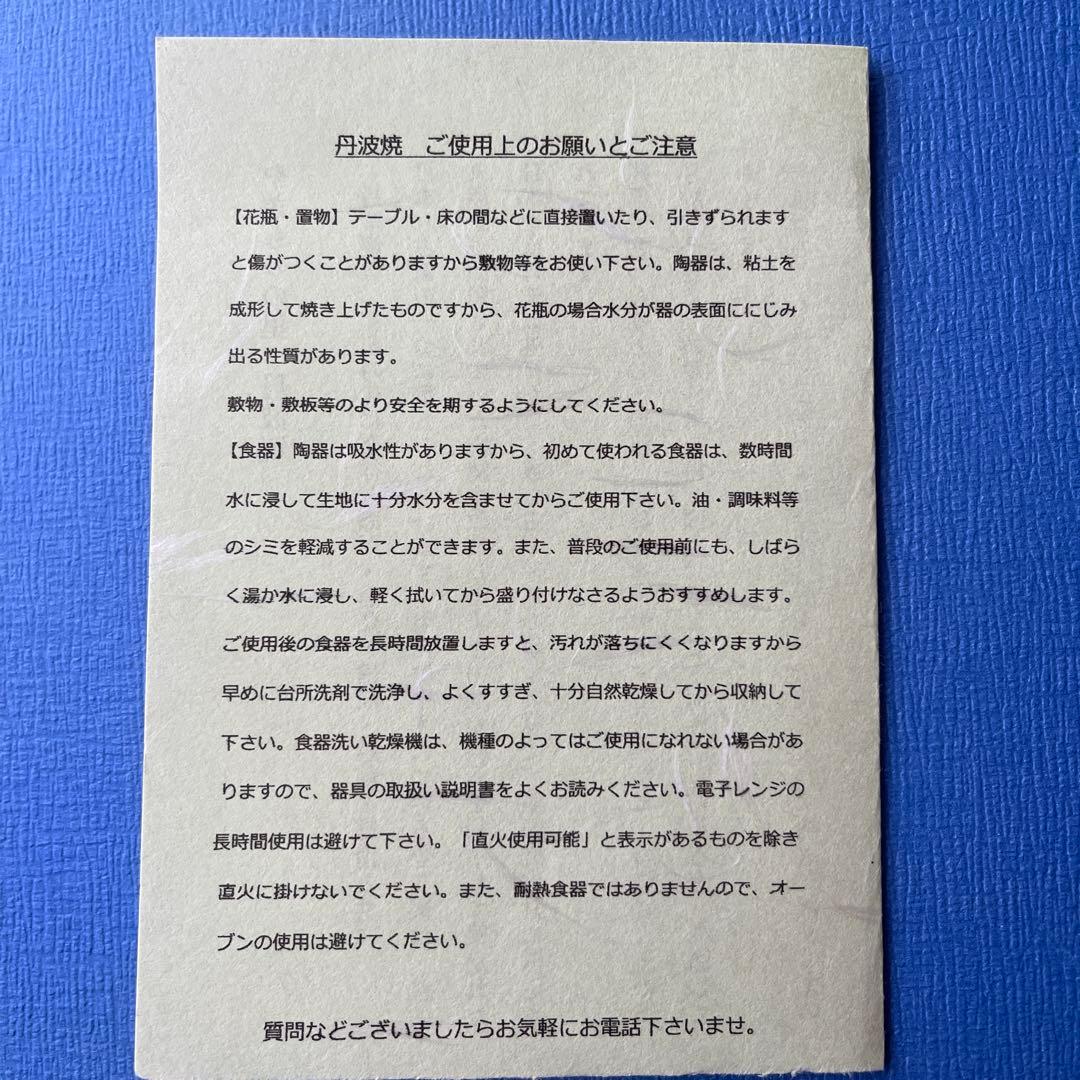 丹波焼　ご使用上のお願いとご注意
【花瓶・置物】テーブル・床の間などに直接置いたり、引きずられます
と傷がつくことがありますから敷物等をお使い下さい。陶器は、粘土を
成形して焼き上げたものですから、花瓶の場合水分が器の表面ににじみ
出る性質があります。
敷物・敷板等のより安全を期するようにしてください。
【食器】陶器は吸水性がありますから、初めて使われる食器は、数時間
水に浸して生地に十分水分を含ませてからご使用下さい。油・調味料等
のシミを軽減することができます。また、普段のご使用前にも、しばら
く湯か水に浸し、軽く拭いてから盛り付けなさるようおすすめします。
ご使用後の食器を長時間放置しますと、汚れが落ちにくくなりますから
早めに台所洗剤で洗浄し、よくすすぎ、十分自然乾燥してから収納して
下さい。食器洗い乾燥機は、機種のよってはご使用になれない場合があ
りますので、器具の取扱い説明書をよくお読みください。電子レンジの
長時間使用は避けて下さい。「直火使用可能」と表示があるものを除き
直火に掛けないでください。また、耐熱食器ではありませんので、オー
ブンの使用は避けてください。
質問などございましたらお気軽にお電話下さいませ。